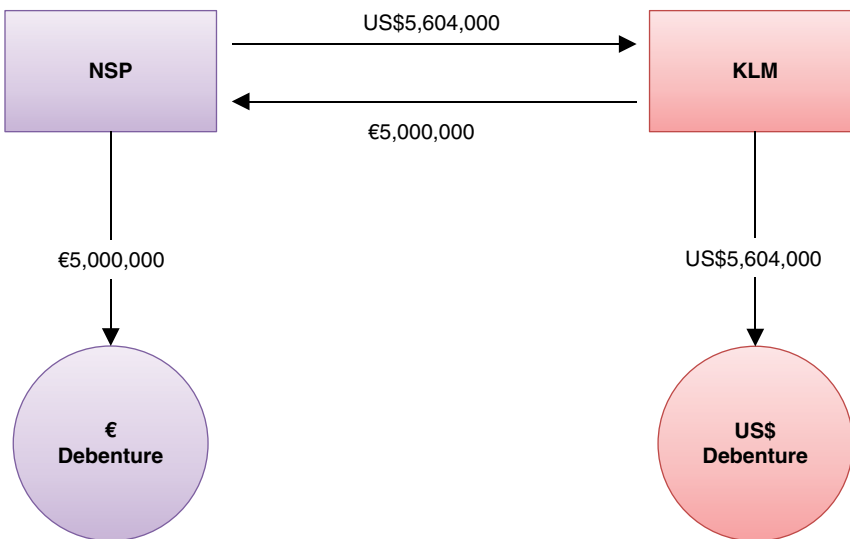 US$5,604,000
NSP
KLM
€5,000,000
€5,000,000
US$5,604,000
€
Debenture
US$
Debenture